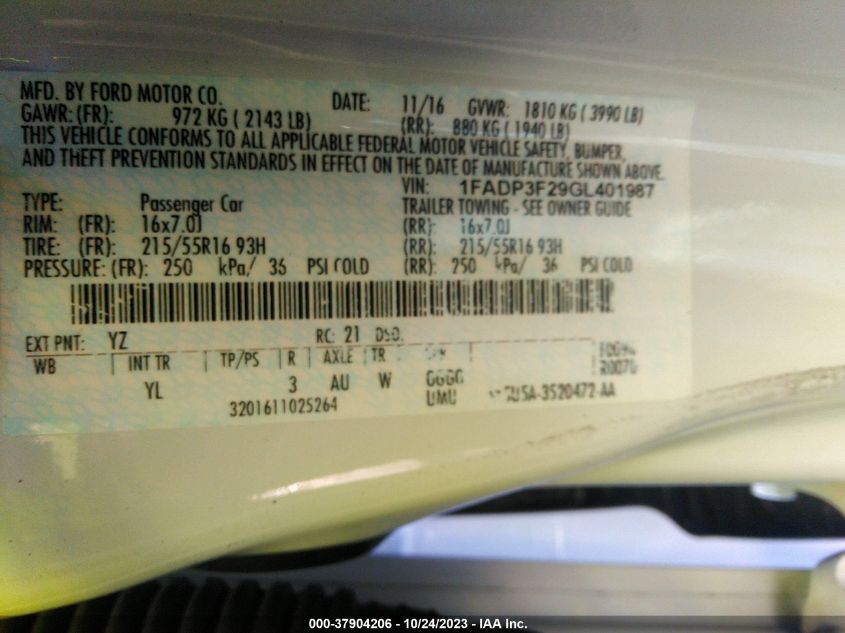 MFD. BY FORD MOTOR CO. DATE: 11/16 GVWR: 1810 KG ( 3990 LB)
GAWR: (FR): 972 KG ( 2143 LB) (RR): 880 KG ( 1940 LB)
THIS VEHICLE CONFORMS TO ALL APPLICABLE FEDERAL MOTOR VEHICLE SAFETY, BUMPER,
AND THEFT PREVENTION STANDARDS IN EFFECT ON THE DATE OF MANUFACTURE SHOWN ABOVE.
VIN: 1FADP3F29GL401987
TYPE: Passenger Car TRAILER TOWING - SEE OWNER GUIDE
RIM: (FR): 16x7.0J (RR): 16x7.0J
TIRE: (FR): 215/55R16 93H (RR): 215/55R16 93H
PRESSURE: (FR): 250 kPa/ 36 PSI COLD (RR): 250 kPa/ 36 PSI COLD
EXT PNT: YZ RC: 21 DSO:
WB INT TR TP/PS R AXLE TR SPR
YL 3 AU W GGGG
UMU
3201611025264
000-37904206 - 10/24/2023 - IAA Inc.